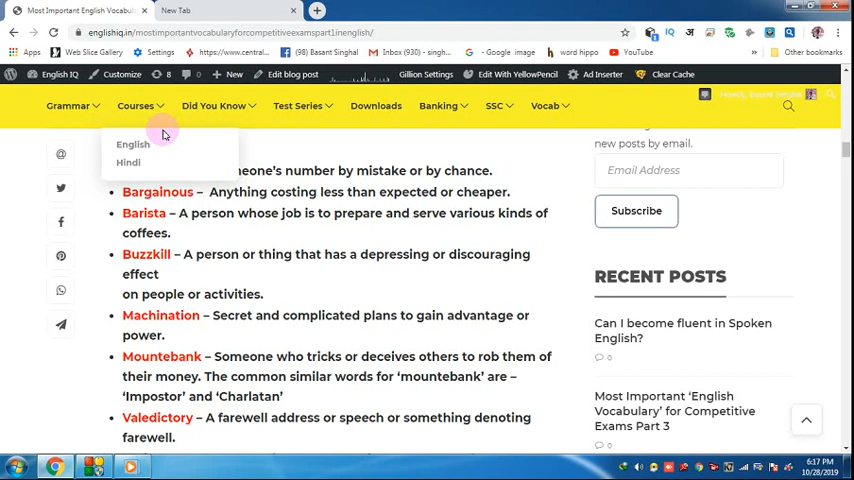 Most Important English Vocabul
New Tab
englishiq.in/mostimportantvocabularyforcompetitiveexamspart1inenglish/
Apps
Web Slice Gallery
Settings
https://www.central...
(98) Basant Singhal
Inbox (930) - singh...
- Google - image
word hippo
YouTube
Other bookmarks
English IQ
Customize
8
0
New
Edit blog post
Gillion Settings
Edit With YellowPencil
Ad Inserter
Clear Cache
Grammar
Courses
Did You Know
Test Series
Downloads
Banking
SSC
Vocab
English
Hindi
meone's number by mistake or by chance.
Bargainous – Anything costing less than expected or cheaper.
Barista – A person whose job is to prepare and serve various kinds of
coffees.
Buzzkill – A person or thing that has a depressing or discouraging
effect
on people or activities.
Machination – Secret and complicated plans to gain advantage or
power.
Mountebank – Someone who tricks or deceives others to rob them of
their money. The common similar words for 'mountebank' are –
'Impostor' and 'Charlatan'
Valedictory – A farewell address or speech or something denoting
farewell.
new posts by email.
Email Address
Subscribe
RECENT POSTS
Can I become fluent in Spoken
English?
0
Most Important 'English
Vocabulary' for Competitive
Exams Part 3
0
6:17 PM
10/28/2019